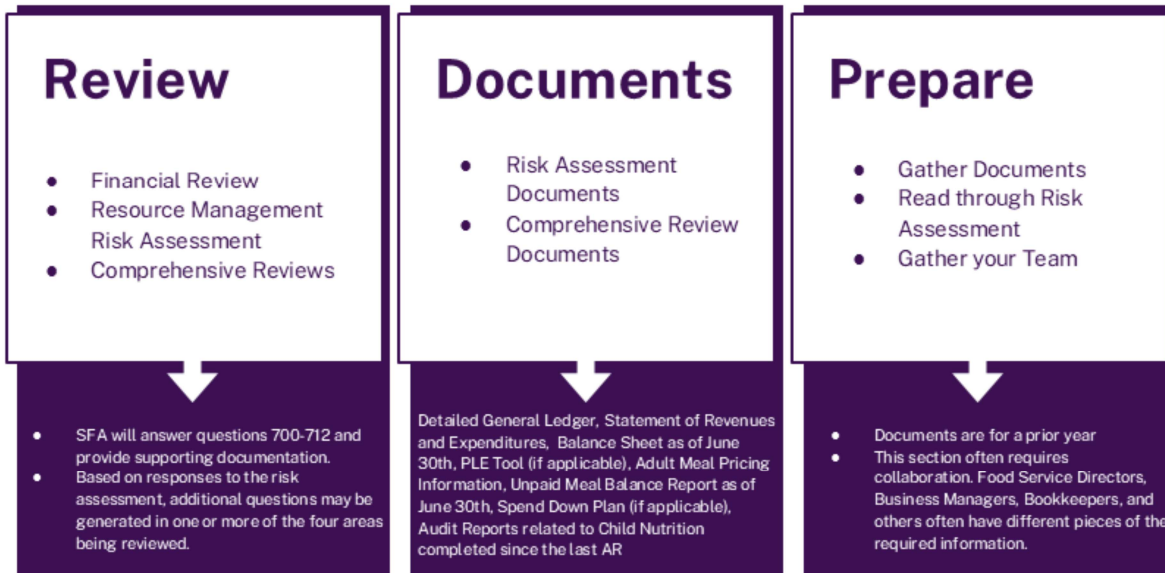 Review
● Financial Review
● Resource Management
Risk Assessment
● Comprehensive Reviews
● SFA will answer questions 700-712 and
provide supporting documentation.
● Based on responses to the risk
assessment, additional questions may be
generated in one or more of the four areas
being reviewed.
Documents
● Risk Assessment
Documents
● Comprehensive Review
Documents
Detailed General Ledger, Statement of Revenues
and Expenditures, Balance Sheet as of June
30th, PLE Tool (if applicable), Adult Meal Pricing
Information, Unpaid Meal Balance Report as of
June 30th, Spend Down Plan (if applicable),
Audit Reports related to Child Nutrition
completed since the last AR
Prepare
● Gather Documents
● Read through Risk
Assessment
● Gather your Team
● Documents are for a prior year
● This section often requires
collaboration. Food Service Directors,
Business Managers, Bookkeepers, and
others often have different pieces of the
required information.